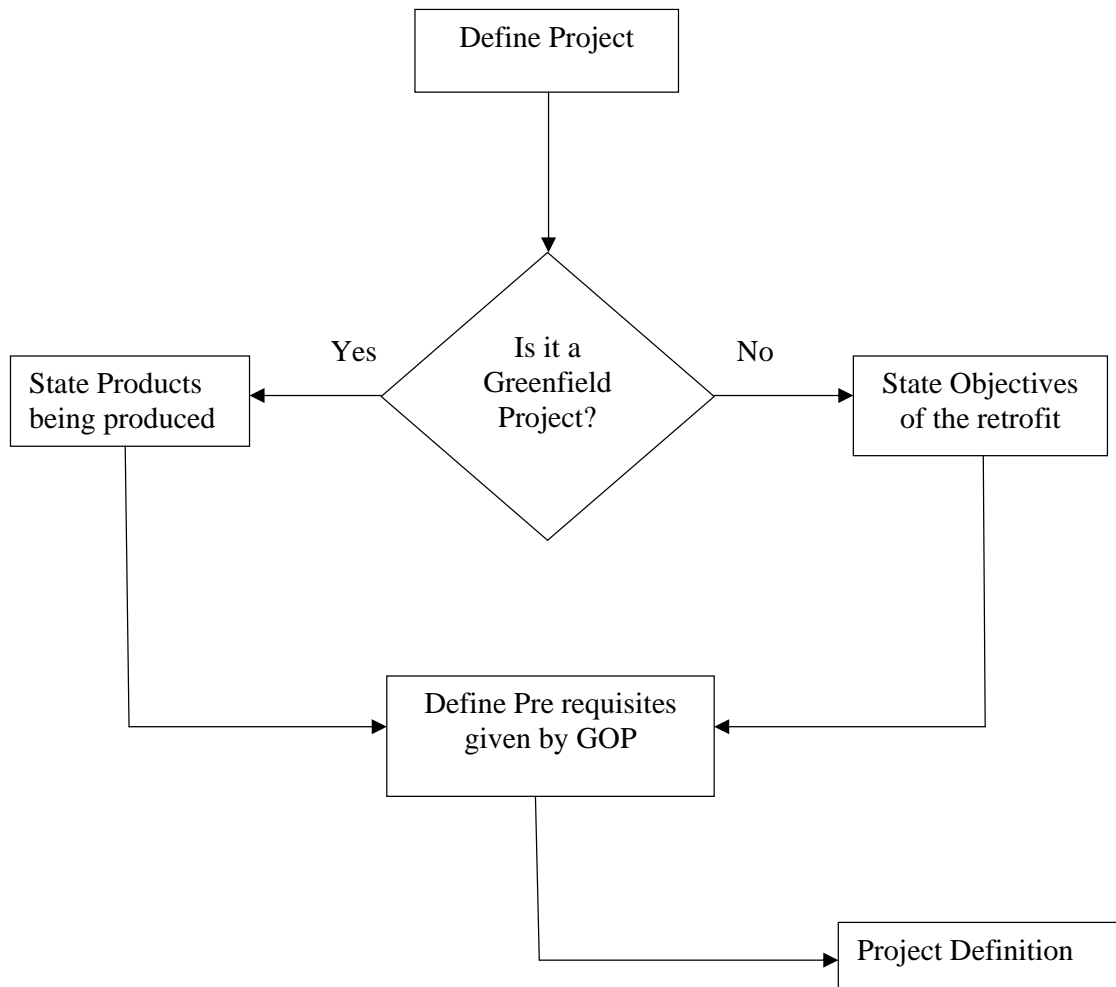 Define Project
Is it a
Greenfield
Project?
Yes
No
State Products
being produced
State Objectives
of the retrofit
Define Pre requisites
given by GOP
Project Definition